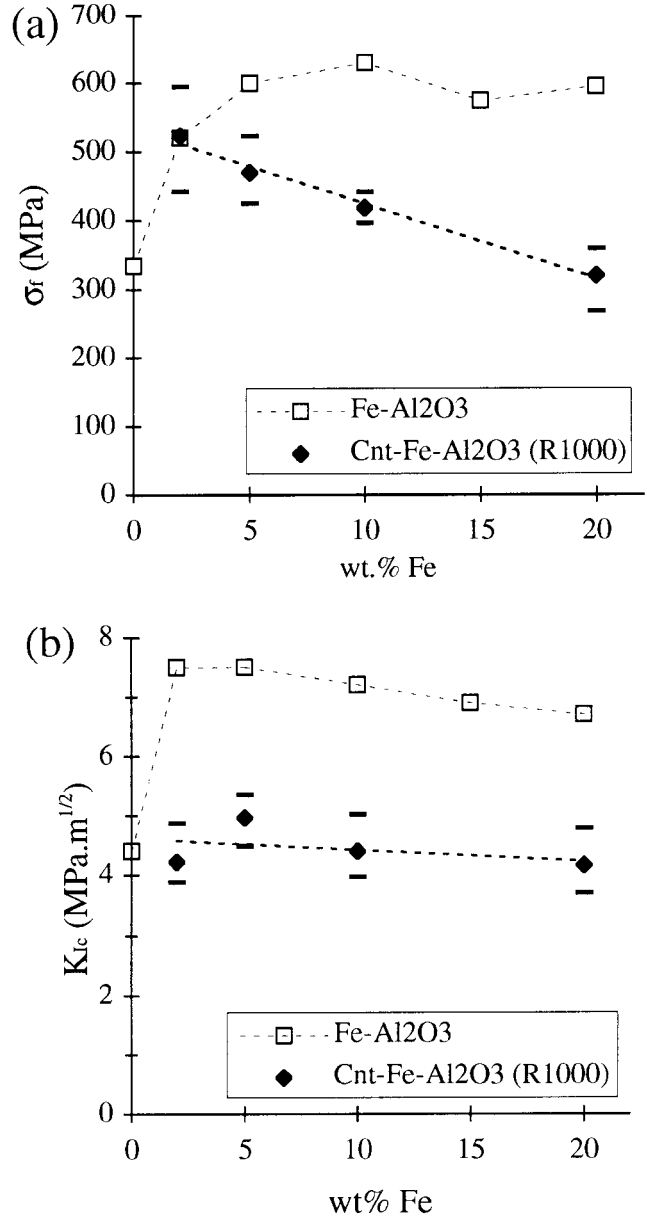 (a)
700
600
500
400
300
200
100
0
σf (MPa)
Fe-Al2O3
Cnt-Fe-Al2O3 (R1000)
0 5 10 15 20
wt.% Fe
(b)
8
6
4
2
0
KIc (MPa.m1/2)
Fe-Al2O3
Cnt-Fe-Al2O3 (R1000)
0 5 10 15 20
wt% Fe